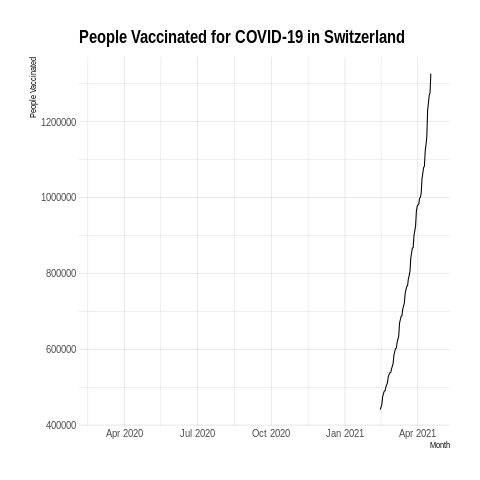 People Vaccinated for COVID-19 in Switzerland
People Vaccinated
1200000
1000000
800000
600000
400000
Apr 2020
Jul 2020
Oct 2020
Jan 2021
Apr 2021
Month